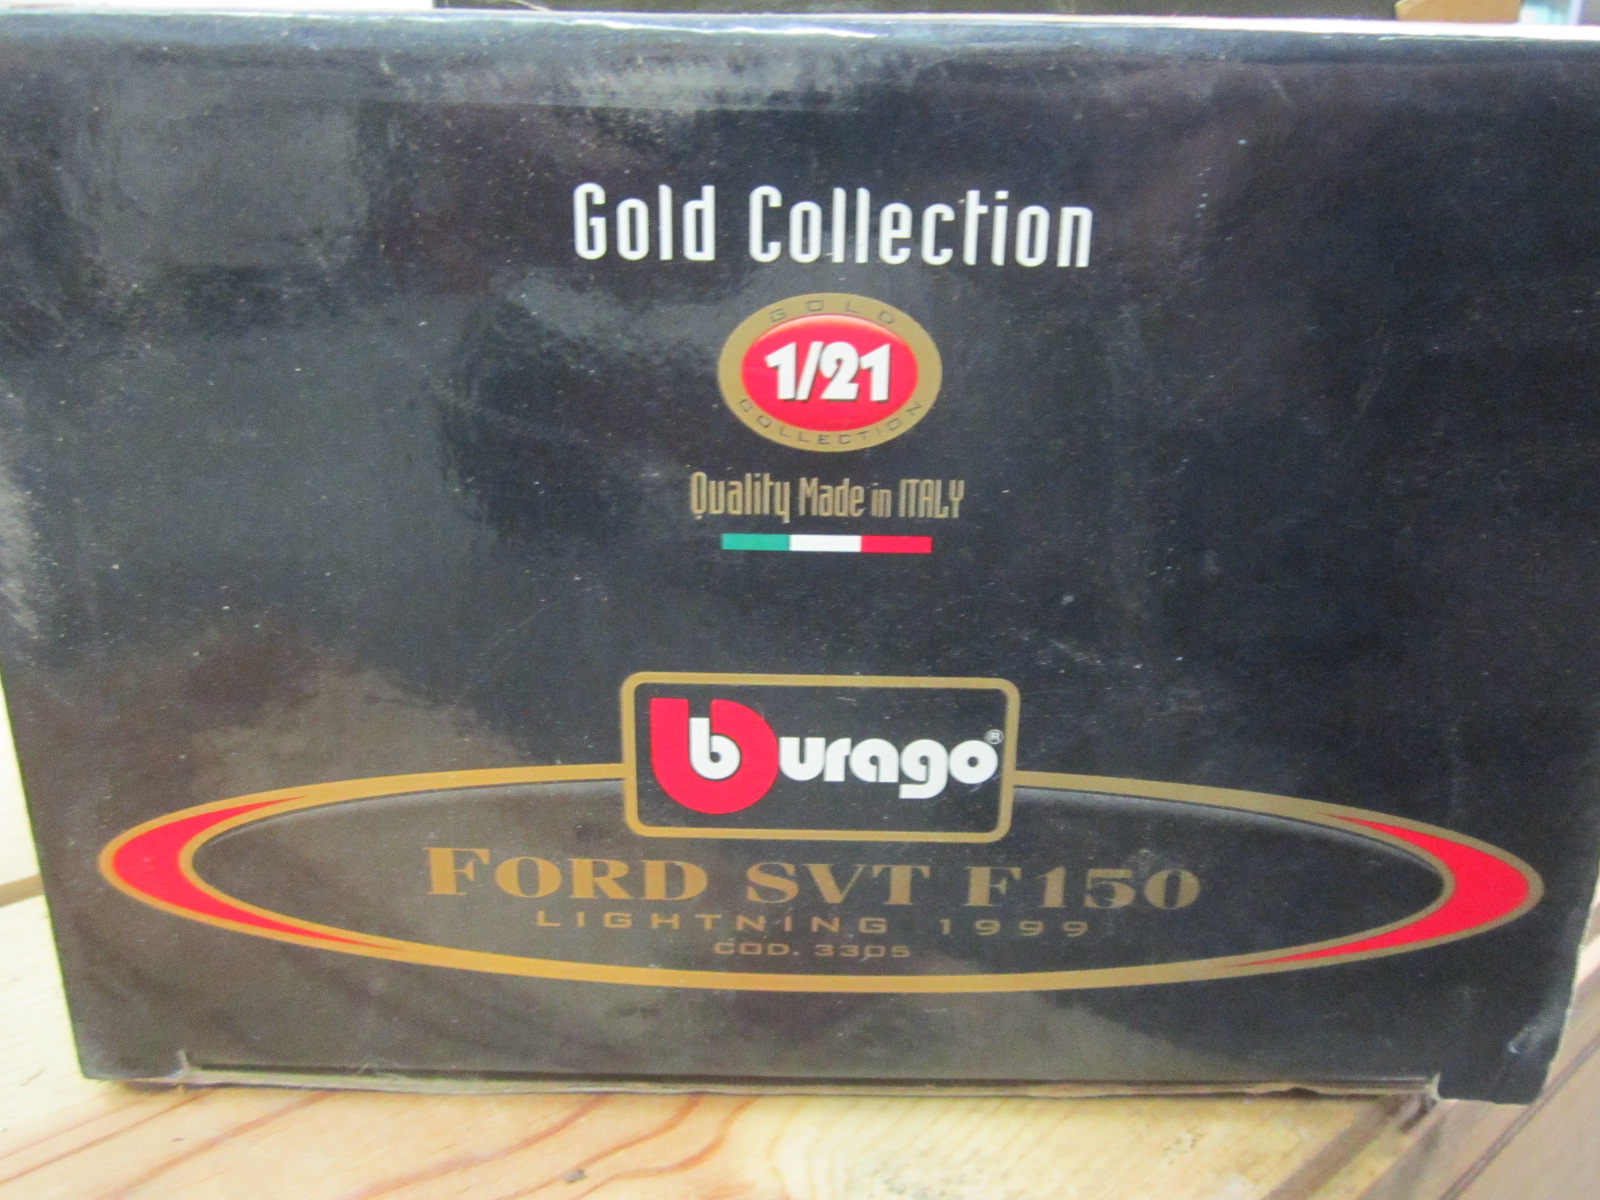 Gold Collection
GOLD
1/21
COLLECTION
Quality Made in ITALY
burago®
FORD SVT F150
LIGHTNING 1999
COD. 3305